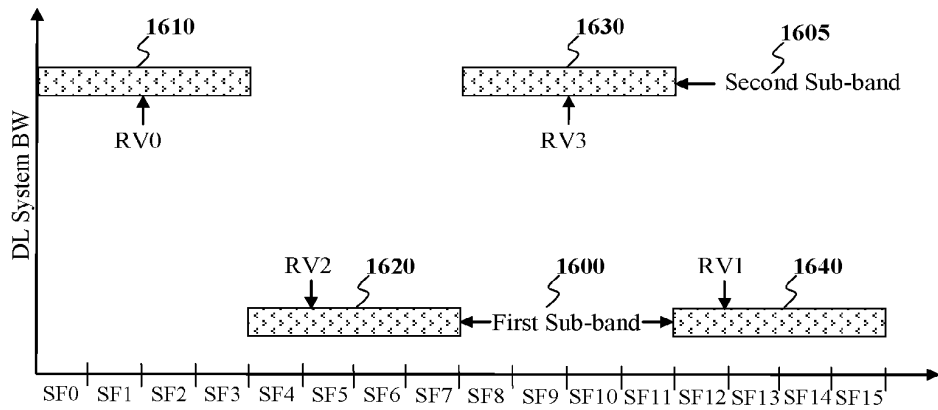 1610
1630
1605
Second Sub-band
RV0
RV3
DL System BW
RV2
1620
1600
RV1
1640
First Sub-band
SF0 SF1 SF2 SF3 SF4 SF5 SF6 SF7 SF8 SF9 SF10 SF11 SF12 SF13 SF14 SF15